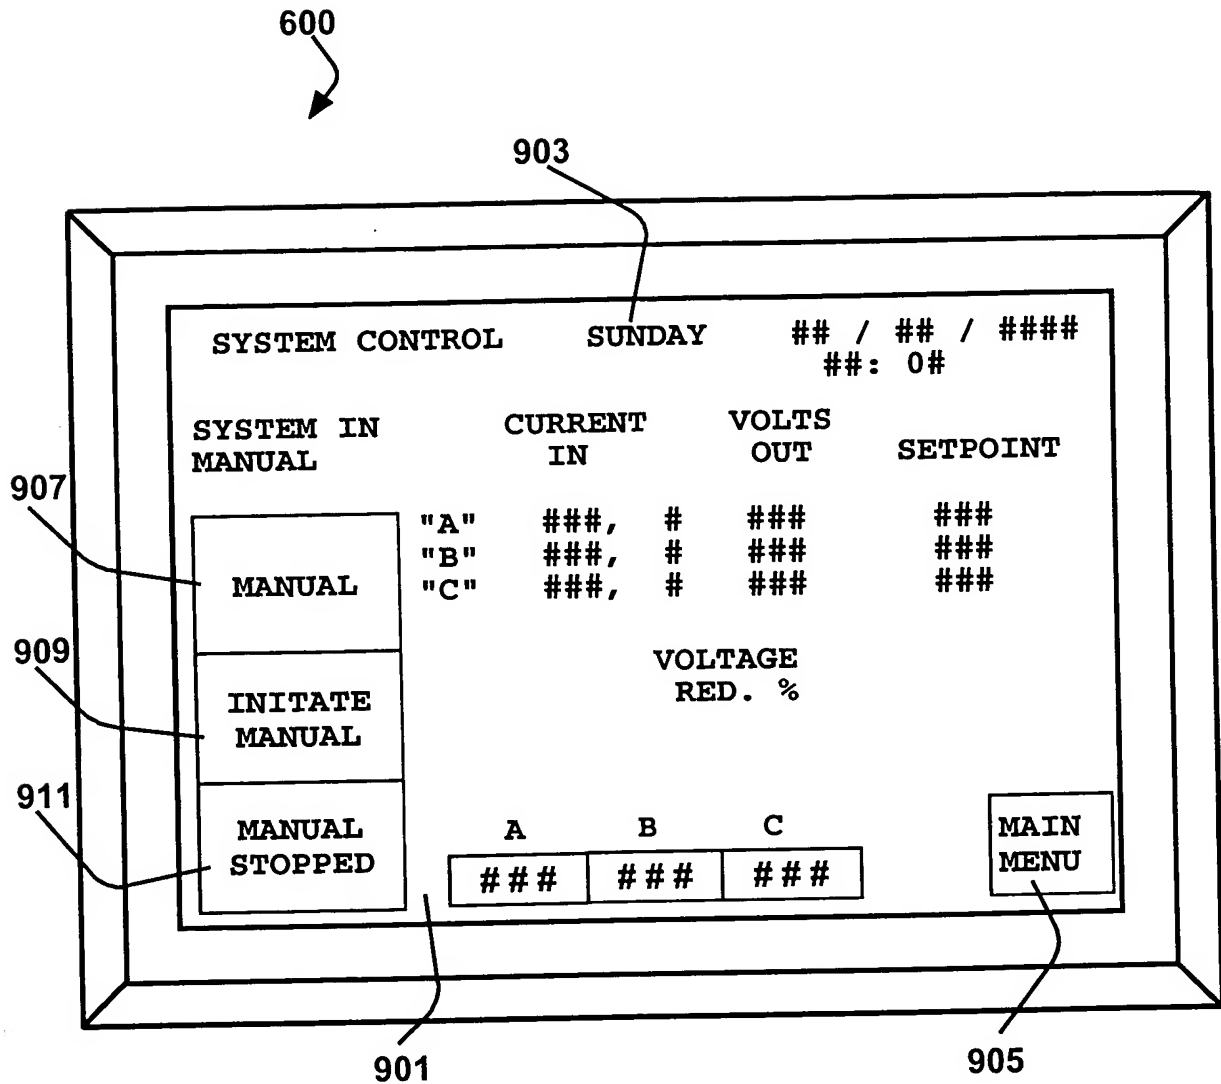 600
903
SYSTEM CONTROL SUNDAY ## / ## / ####
##: 0#
SYSTEM IN MANUAL
CURRENT IN
VOLTS OUT
SETPOINT
907
"A" ###, # ### ###
"B" ###, # ### ###
"C" ###, # ### ###
MANUAL
909
VOLTAGE
RED. %
INITATE
MANUAL
911
MANUAL
STOPPED
A B C
### ### ###
MAIN
MENU
901
905